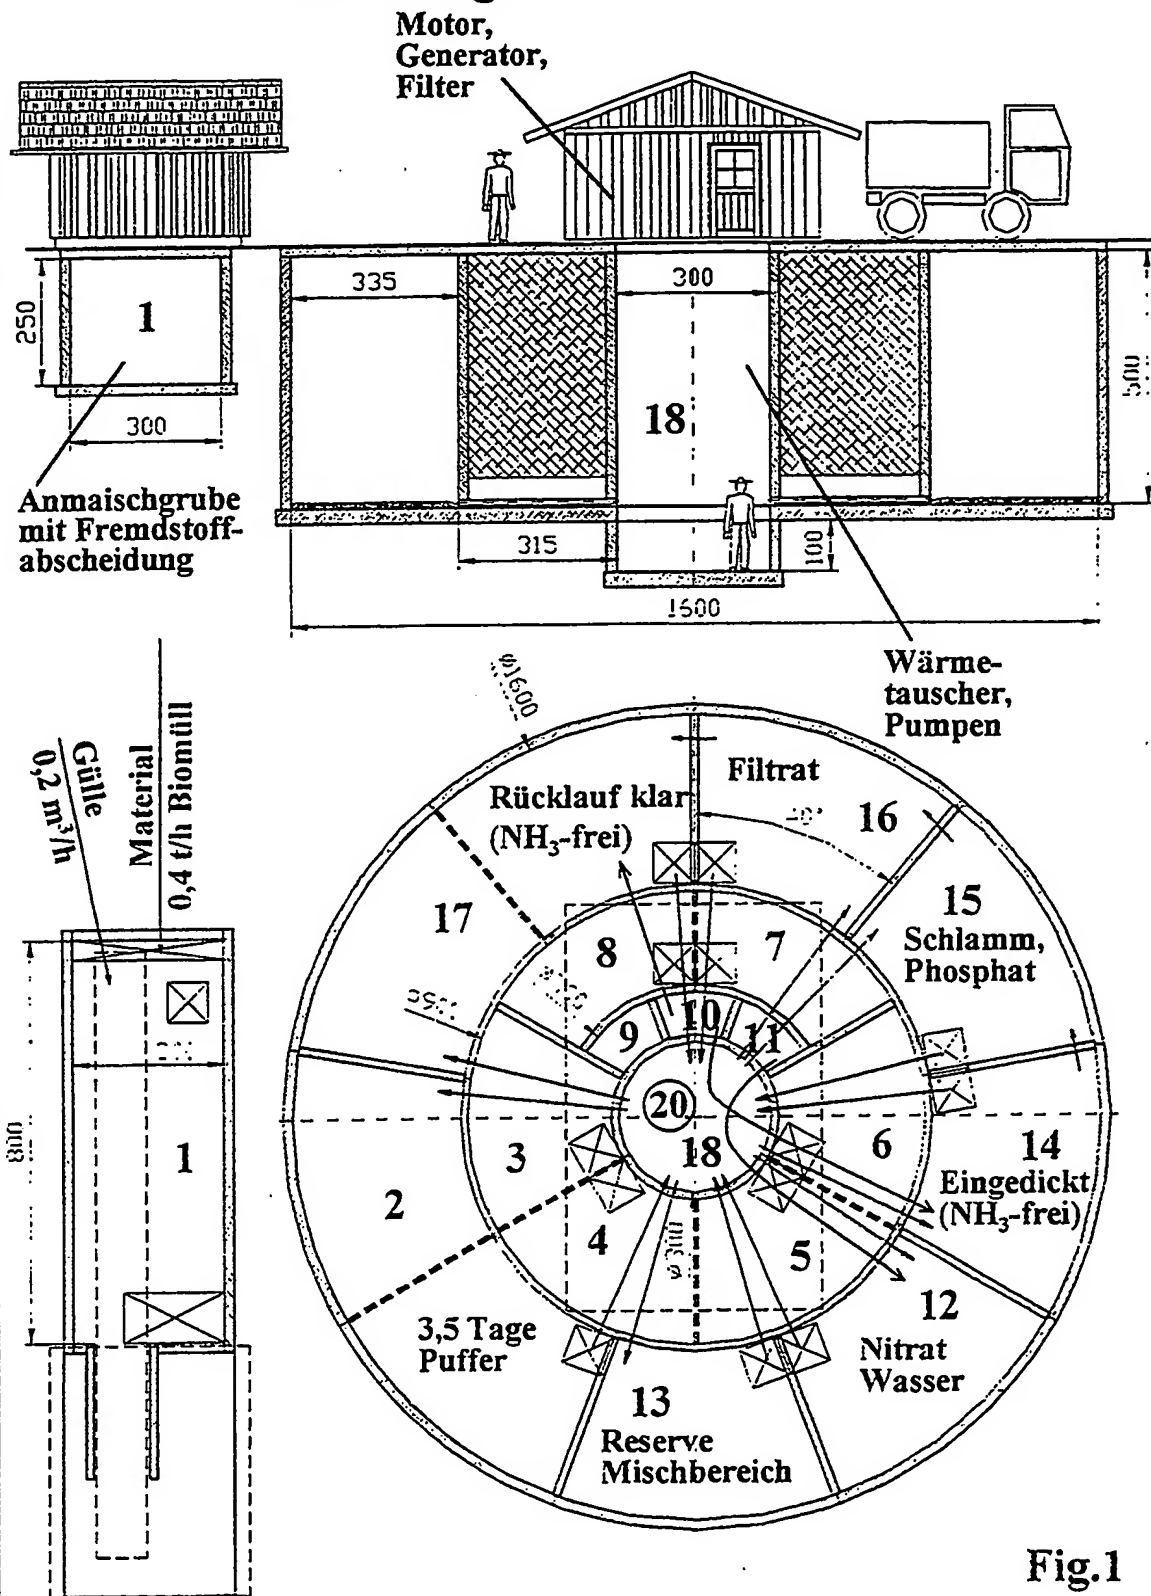 Motor,
Generator,
Filter
335
300
250
1
18
300
Anmaischgrube
mit Fremdstoff-
abscheidung
315
100
1600
Wärme-
tauscher,
Pumpen
Gülle
0,2 m³/h
Material
0,4 t/h Biomüll
ø1600
Filtrat
Rücklauf klar
(NH₃-frei)
16
17
15
Schlamm,
Phosphat
8
7
9
10
11
20
18
1
3
6
14
Eingedickt
(NH₃-frei)
2
4
5
ø300
12
Nitrat
Wasser
3,5 Tage
Puffer
13
Reserve
Mischbereich
Fig.1